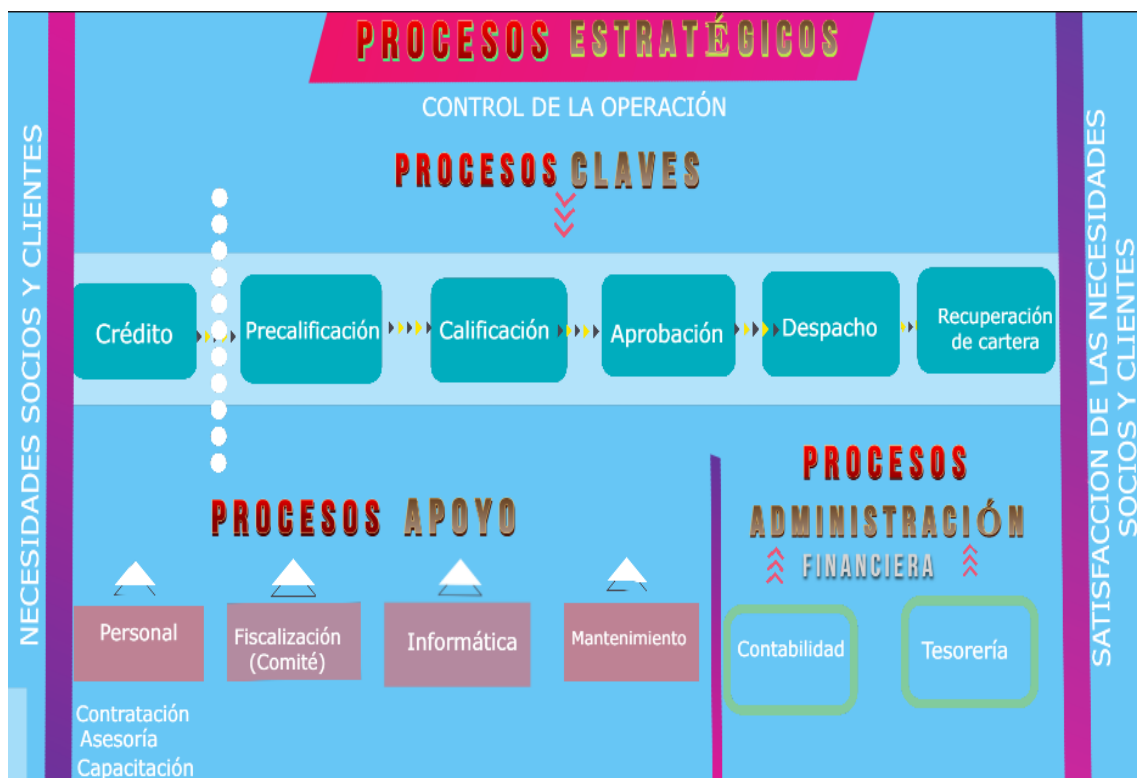 PROCESOS ESTRATÉGICOS
CONTROL DE LA OPERACIÓN
PROCESOS CLAVES
NECESIDADES SOCIOS Y CLIENTES
Crédito
Precalificación
Calificación
Aprobación
Despacho
Recuperación
de cartera
SATISFACCIÓN DE LAS NECESIDADES
SOCIOS Y CLIENTES
PROCESOS APOYO
Personal
Fiscalización
(Comité)
Informática
Mantenimiento
Contratación
Asesoría
Capacitación
PROCESOS
ADMINISTRACIÓN
FINANCIERA
Contabilidad
Tesorería